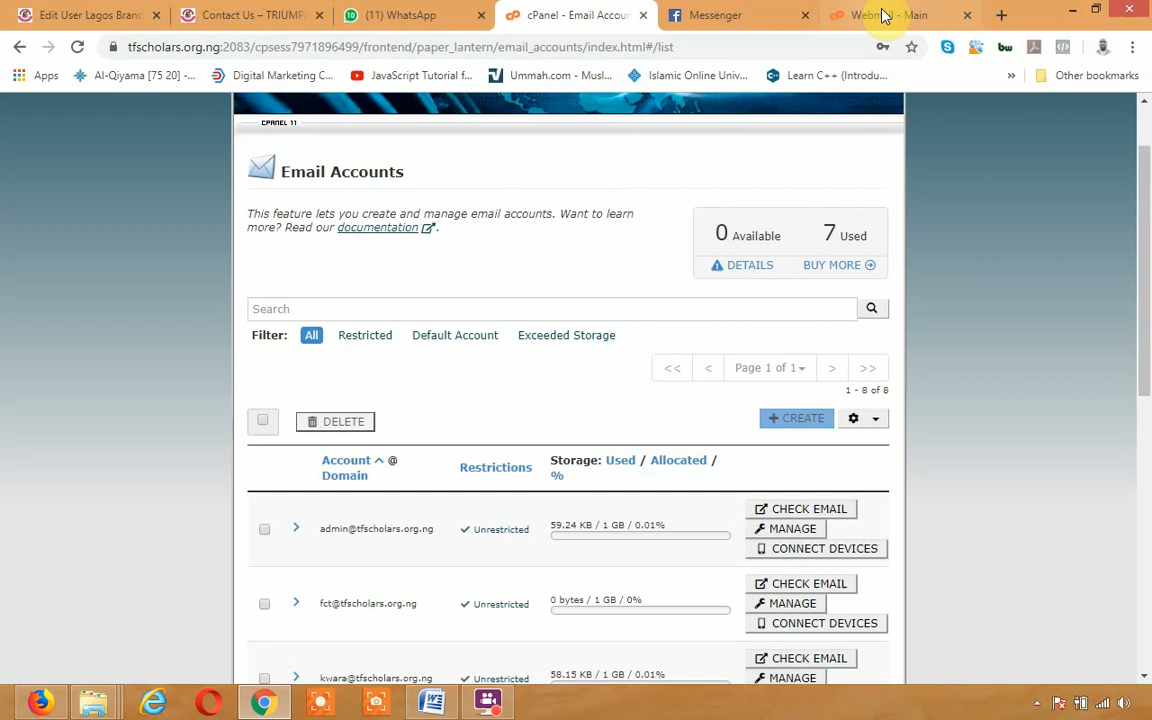 Edit User Lagos Brand
Contact Us – TRIUMPI
(11) WhatsApp
cPanel - Email Accoun
Messenger
Webmail - Main
tfscholars.org.ng:2083/cpsess7971896499/frontend/paper_lantern/email_accounts/index.html#/list
Apps
Al-Qiyama [75 20] -...
Digital Marketing C...
JavaScript Tutorial f...
Ummah.com - Musl...
Islamic Online Univ...
Learn C++ (Introdu...
»
Other bookmarks
CPANEL 11
Email Accounts
This feature lets you create and manage email accounts. Want to learn
more? Read our documentation.
0 Available 7 Used
DETAILS BUY MORE
Search
Filter: All Restricted Default Account Exceeded Storage
<< < Page 1 of 1 > >>
1 - 8 of 8
DELETE
+ CREATE
Account @
Domain
Restrictions
Storage: Used / Allocated /
%
admin@tfscholars.org.ng
Unrestricted
59.24 KB / 1 GB / 0.01%
CHECK EMAIL
MANAGE
CONNECT DEVICES
fct@tfscholars.org.ng
Unrestricted
0 bytes / 1 GB / 0%
CHECK EMAIL
MANAGE
CONNECT DEVICES
kwara@tfscholars.org.ng
Unrestricted
58.15 KB / 1 GB / 0.01%
CHECK EMAIL
MANAGE